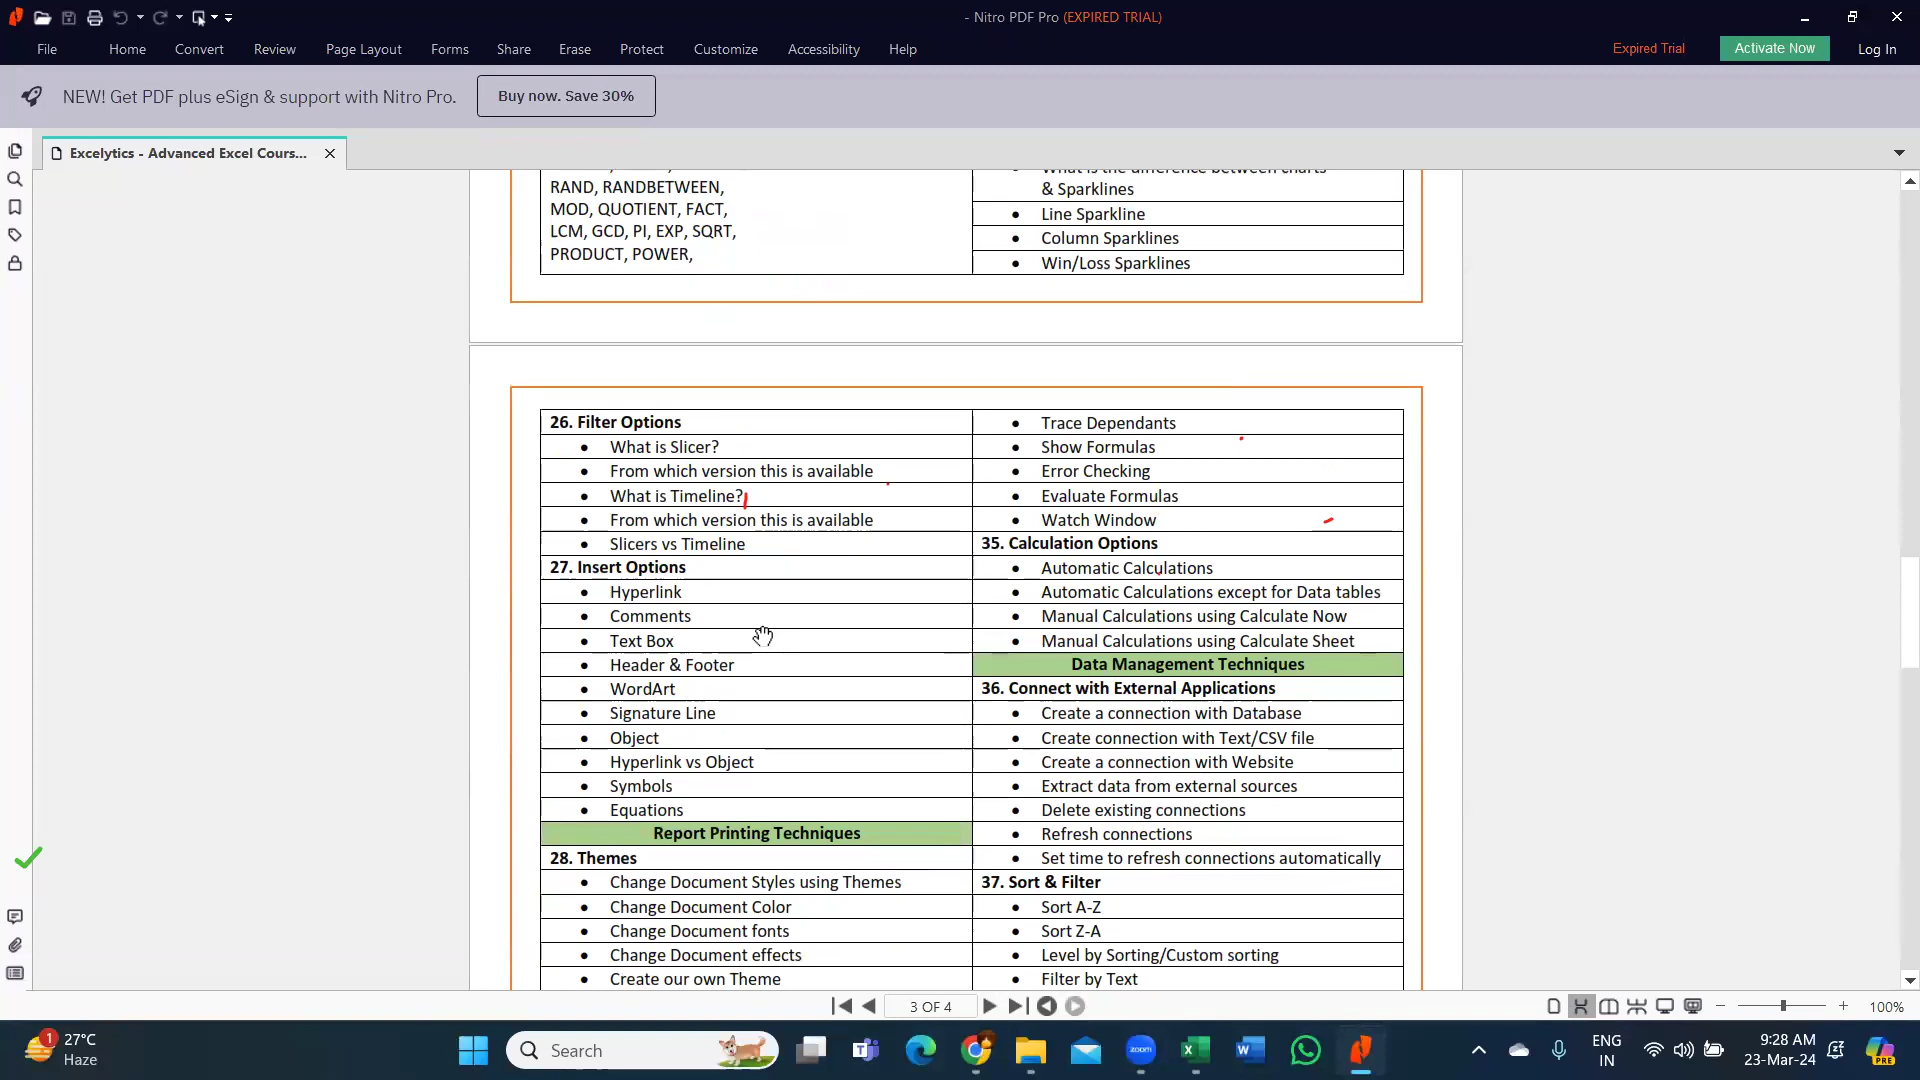 - Nitro PDF Pro (EXPIRED TRIAL)
File Home Convert Review Page Layout Forms Share Erase Protect Customize Accessibility Help
Expired Trial Activate Now Log In
NEW! Get PDF plus eSign & support with Nitro Pro. Buy now. Save 30%
Excelytics - Advanced Excel Cours...
RAND, RANDBETWEEN,
MOD, QUOTIENT, FACT,
LCM, GCD, PI, EXP, SQRT,
PRODUCT, POWER,
What is the difference between charts
& Sparklines
• Line Sparkline
• Column Sparklines
• Win/Loss Sparklines
26. Filter Options
• What is Slicer?
• From which version this is available
• What is Timeline?
• From which version this is available
• Slicers vs Timeline
27. Insert Options
• Hyperlink
• Comments
• Text Box
• Header & Footer
• WordArt
• Signature Line
• Object
• Hyperlink vs Object
• Symbols
• Equations
Report Printing Techniques
28. Themes
• Change Document Styles using Themes
• Change Document Color
• Change Document fonts
• Change Document effects
• Create our own Theme
• Trace Dependants
• Show Formulas
• Error Checking
• Evaluate Formulas
• Watch Window
35. Calculation Options
• Automatic Calculations
• Automatic Calculations except for Data tables
• Manual Calculations using Calculate Now
• Manual Calculations using Calculate Sheet
Data Management Techniques
36. Connect with External Applications
• Create a connection with Database
• Create connection with Text/CSV file
• Create a connection with Website
• Extract data from external sources
• Delete existing connections
• Refresh connections
• Set time to refresh connections automatically
37. Sort & Filter
• Sort A-Z
• Sort Z-A
• Level by Sorting/Custom sorting
• Filter by Text
3 OF 4
100%
1
27°C
Haze
Search
zoom
PRE
ENG
IN
9:28 AM
23-Mar-24